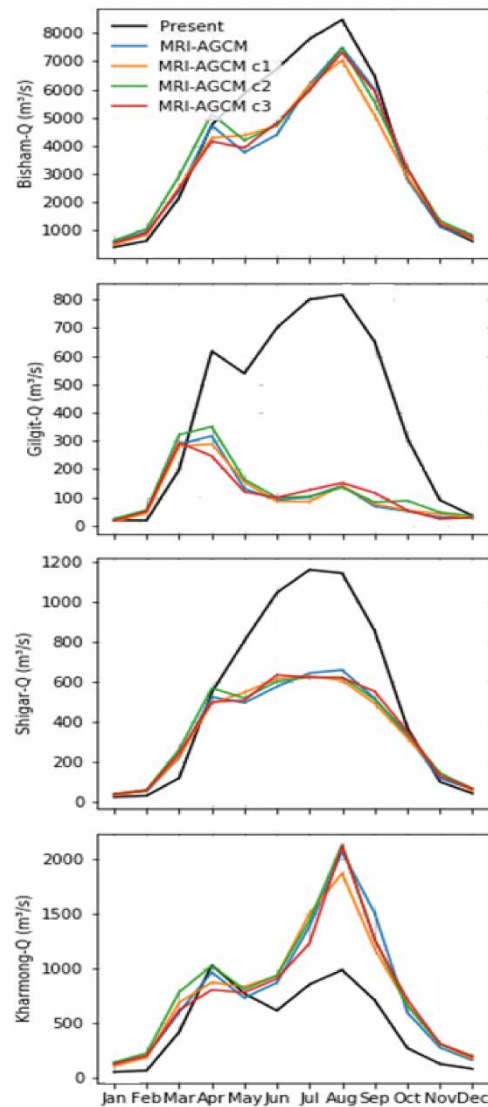 Present
MRI-AGCM
MRI-AGCM c1
MRI-AGCM c2
MRI-AGCM c3
8000
7000
6000
5000
4000
3000
2000
1000
Bisham-Q (m³/s)
800
700
600
500
400
300
200
100
0
Gilgit-Q (m³/s)
1200
1000
800
600
400
200
0
Shigar-Q (m³/s)
2000
1500
1000
500
0
Kharmong-Q (m³/s)
Jan Feb Mar Apr May Jun Jul Aug Sep Oct Nov Dec